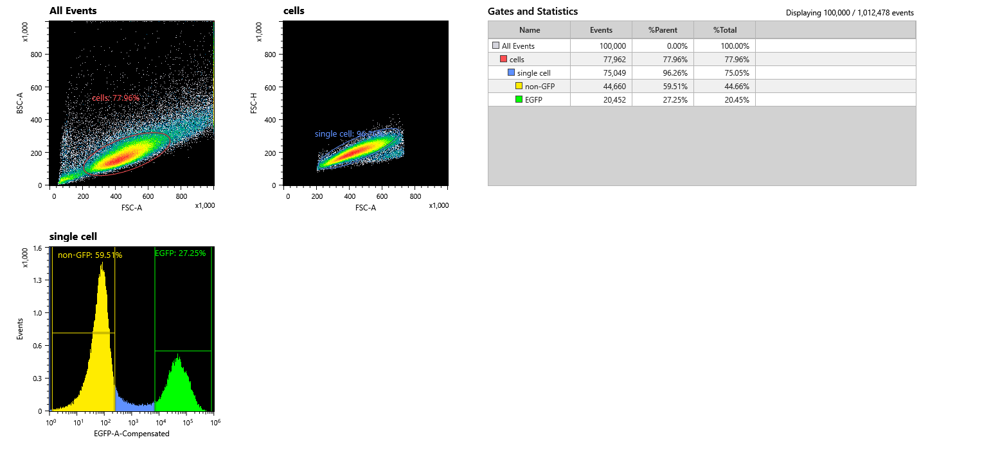 All Events
x1,000
800
600
400
200
0
BSC-A
cells: 77.96%
0 200 400 600 800
x1,000
FSC-A
cells
x1,000
800
600
400
200
0
FSC-H
single cell: 96.
0 200 400 600 800
x1,000
FSC-A
Gates and Statistics
Displaying 100,000 / 1,012,478 events
Name Events %Parent %Total
All Events 100,000 0.00% 100.00%
cells 77,962 77.96% 77.96%
single cell 75,049 96.26% 75.05%
non-GFP 44,660 59.51% 44.66%
EGFP 20,452 27.25% 20.45%
single cell
x1,000
1.6
1.3
1.0
0.6
0.3
0
Events
non-GFP: 59.51%
EGFP: 27.25%
10⁰ 10¹ 10² 10³ 10⁴ 10⁵ 10⁶
EGFP-A-Compensated